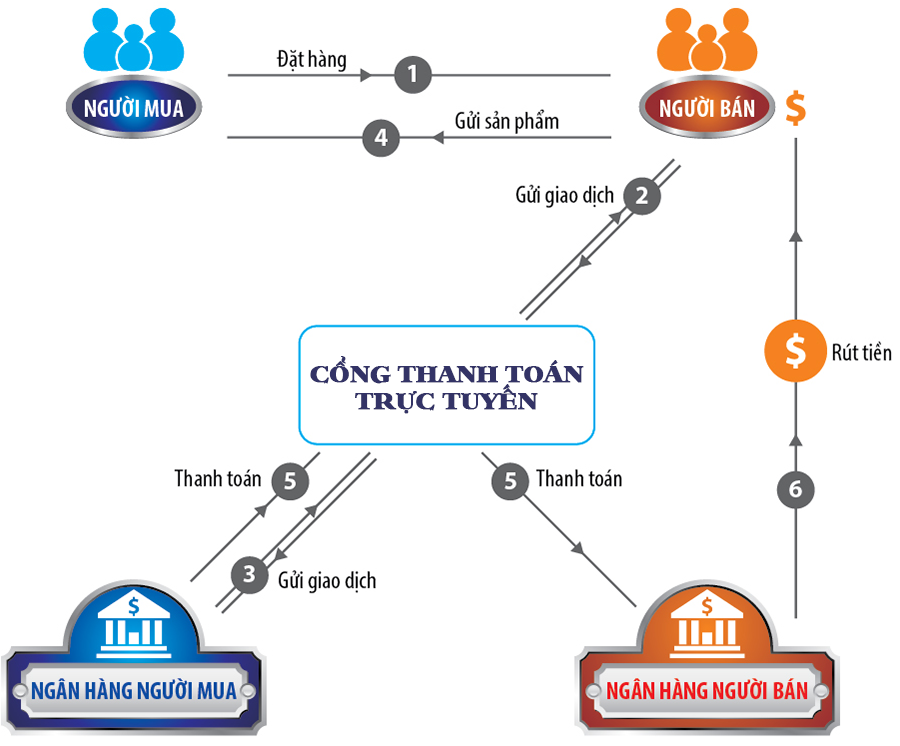 Đặt hàng
1
NGƯỜI MUA
NGƯỜI BÁN
$
4
Gửi sản phẩm
Gửi giao dịch
2
CỔNG THANH TOÁN
TRỰC TUYẾN
$
Rút tiền
Thanh toán
5
5
Thanh toán
6
3
Gửi giao dịch
$
$
NGÂN HÀNG NGƯỜI MUA
NGÂN HÀNG NGƯỜI BÁN